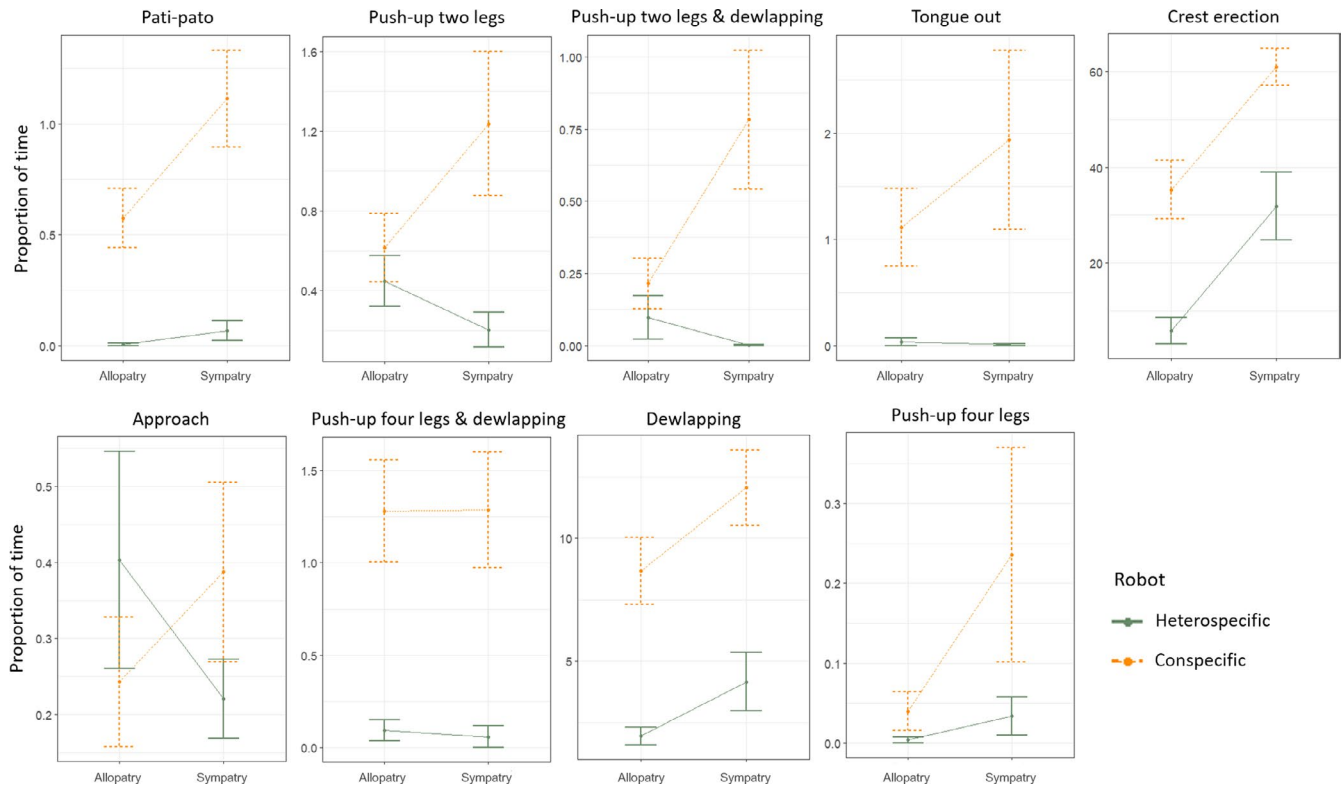 Pati-pato
Push-up two legs
Push-up two legs & dewlapping
Tongue out
Crest erection
Proportion of time
1.0
0.5
0.0
Allopatry
Sympatry
1.6
1.2
0.8
0.4
Allopatry
Sympatry
1.00
0.75
0.50
0.25
0.00
Allopatry
Sympatry
2
1
0
Allopatry
Sympatry
60
40
20
Allopatry
Sympatry
Approach
Push-up four legs & dewlapping
Dewlapping
Push-up four legs
Proportion of time
0.5
0.4
0.3
0.2
Allopatry
Sympatry
1.5
1.0
0.5
0.0
Allopatry
Sympatry
10
5
Allopatry
Sympatry
0.3
0.2
0.1
0.0
Allopatry
Sympatry
Robot
Heterospecific
Conspecific